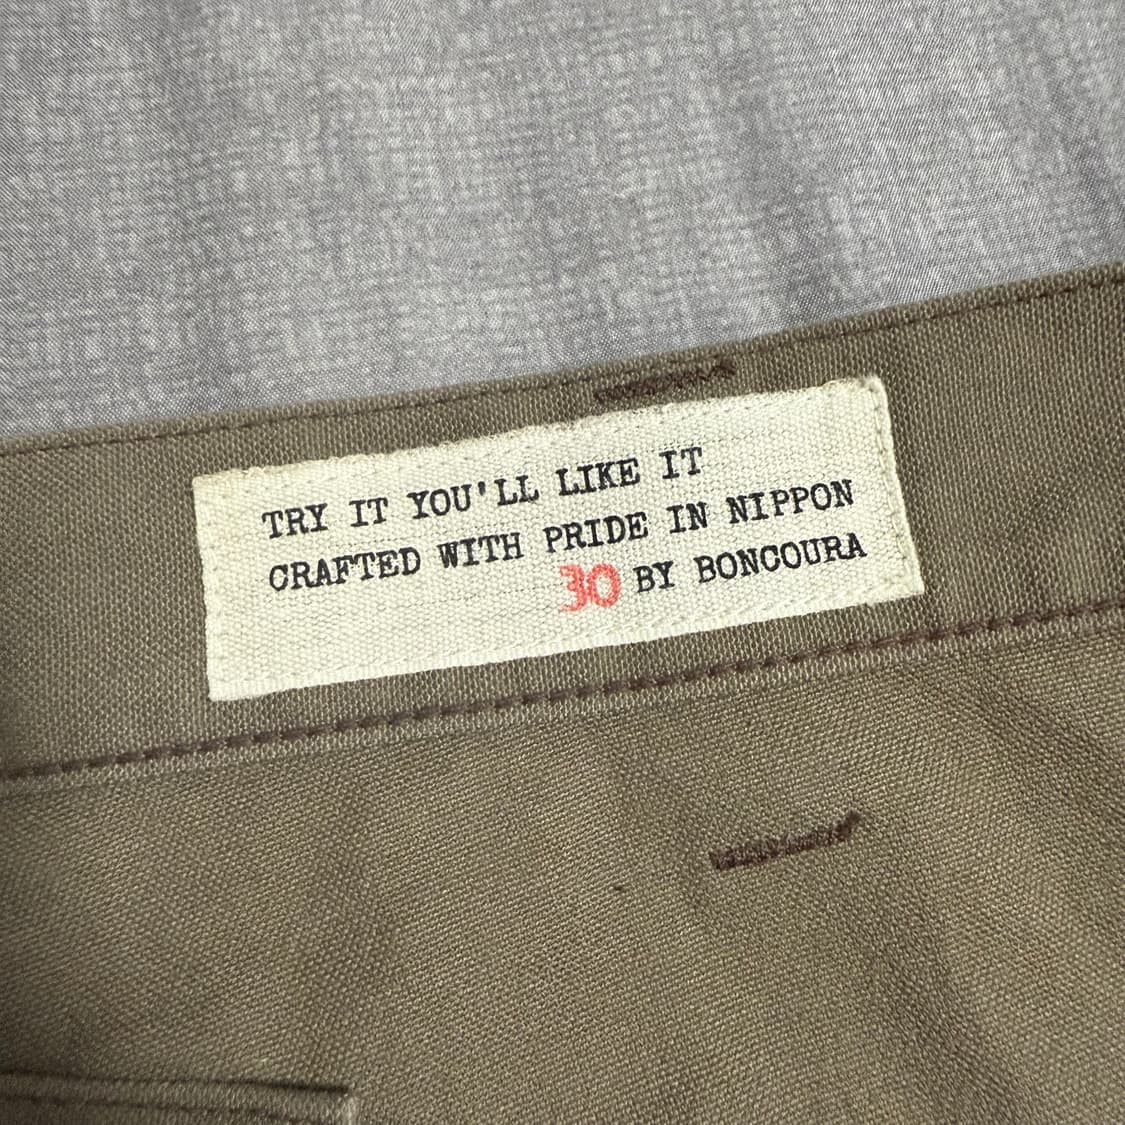 TRY IT YOU'LL LIKE IT
CRAFTED WITH PRIDE IN NIPPON
30 BY BONCOURA